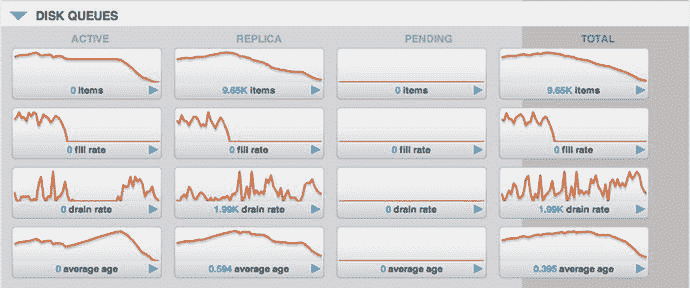 DISK QUEUES
ACTIVE REPLICA PENDING TOTAL
0 items 9.65K items 0 items 9.65K items
0 fill rate 0 fill rate 0 fill rate 0 fill rate
0 drain rate 1.99K drain rate 0 drain rate 1.99K drain rate
0 average age 0.594 average age 0 average age 0.395 average age